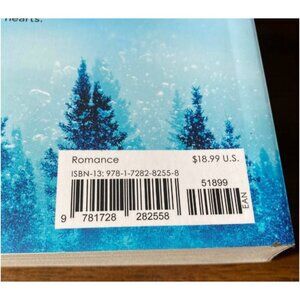 hearts.
Romance $18.99 U.S.
ISBN-13: 978-1-7282-8255-8
51899
9 781728 282558
EAN